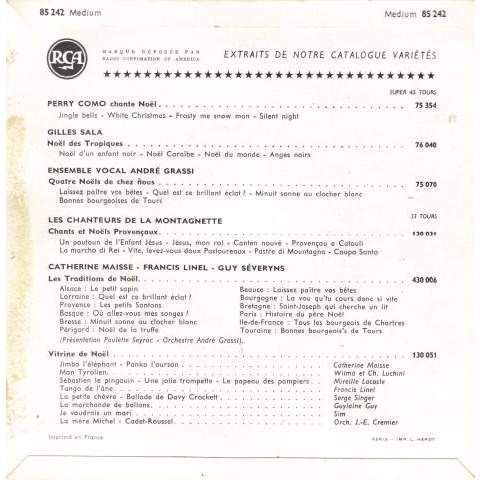 85 242 Medium
Medium 85 242
RCA
MARQUE DÉPOSÉE PAR
RADIO CORPORATION OF AMERICA
EXTRAITS DE NOTRE CATALOGUE VARIÉTÉS
SUPER 45 TOURS
PERRY COMO chante Noël 75 354
Jingle bells - White Christmas - Frosty me snow man - Silent night
GILLES SALA
Noël des Tropiques 76 040
Noël d'un enfant noir - Noël Caraïbe - Noël du monde - Anges noirs
ENSEMBLE VOCAL ANDRÉ GRASSI
Quatre Noëls de chez nous 75 070
Laissez paître vos bêtes - Quel est ce brillant éclat ! - Minuit sonne au clocher blanc
Bonnes bourgeoises de Tours
33 TOURS
LES CHANTEURS DE LA MONTAGNETTE
Chants et Noëls Provençaux 130 031
Un poutoun de l'Enfant Jésus - Jésus, mon roi - Canten nouvé - Provençau e Catouli
La marcho di Rei - Vite, levez-vous doux Pastoureaux - Pastre di Mountagno - Coupo Santo
CATHERINE MAISSE - FRANCIS LINEL - GUY SÉVERYNS
Les Traditions de Noël 430 006
Alsace : Le petit sapin
Lorraine : Quel est ce brillant éclat !
Provence : Les petits Santons
Basque : Où allez-vous mes songes !
Bresse : Minuit sonne au clocher blanc
Périgord : Noël de la truffe
Beauce : Laissez paître vos bêtes
Bourgogne : La vou qu'tu cours donc si vite
Bretagne : Saint-Joseph qui cherche un lit
Paris : Histoire du père Noël
Ile-de-France : Tous les bourgeois de Chartres
Touraine : Bonnes bourgeois's de Tours
(Présentation Paulette Seyrac - Orchestre André Grassi).
Vitrine de Noël 130 051
Jimbo l'éléphant - Panka l'ourson Catherine Maisse
Mon Tyrolien Wilma et Ch. Luchini
Sébastien le pingouin - Une jolie trompette - Le papeau des pompiers Mireille Lacoste
Tango de l'âne Francis Linel
La petite chèvre - Ballade de Davy Crockett Serge Singer
La marchande de ballons Guylaine Guy
Je voudrais un mari Sim
La mère Michel - Cadet-Roussel Orch. J.-E. Cremier
Imprimé en France
PARIS - IMP. L. HARDY